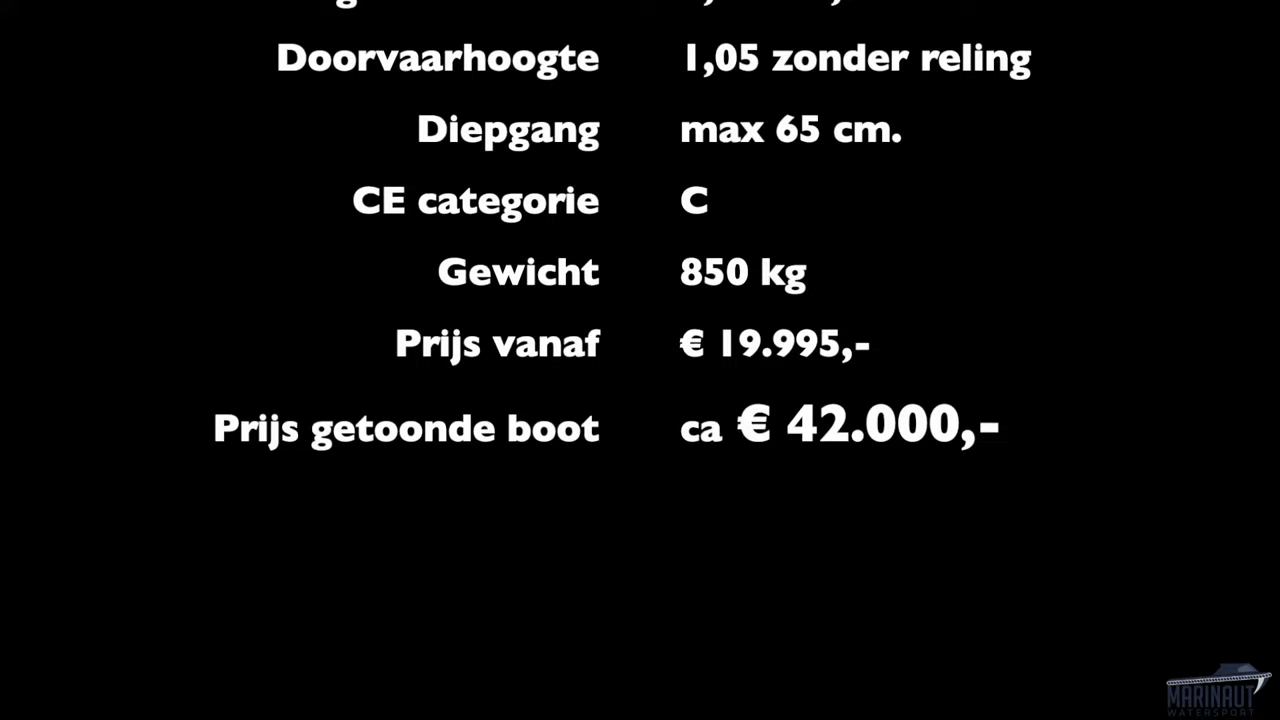 Doorvaarhoogte 1,05 zonder reling
Diepgang max 65 cm.
CE categorie C
Gewicht 850 kg
Prijs vanaf € 19.995,-
Prijs getoonde boot ca € 42.000,-
MARINAUT
WATERSPORT